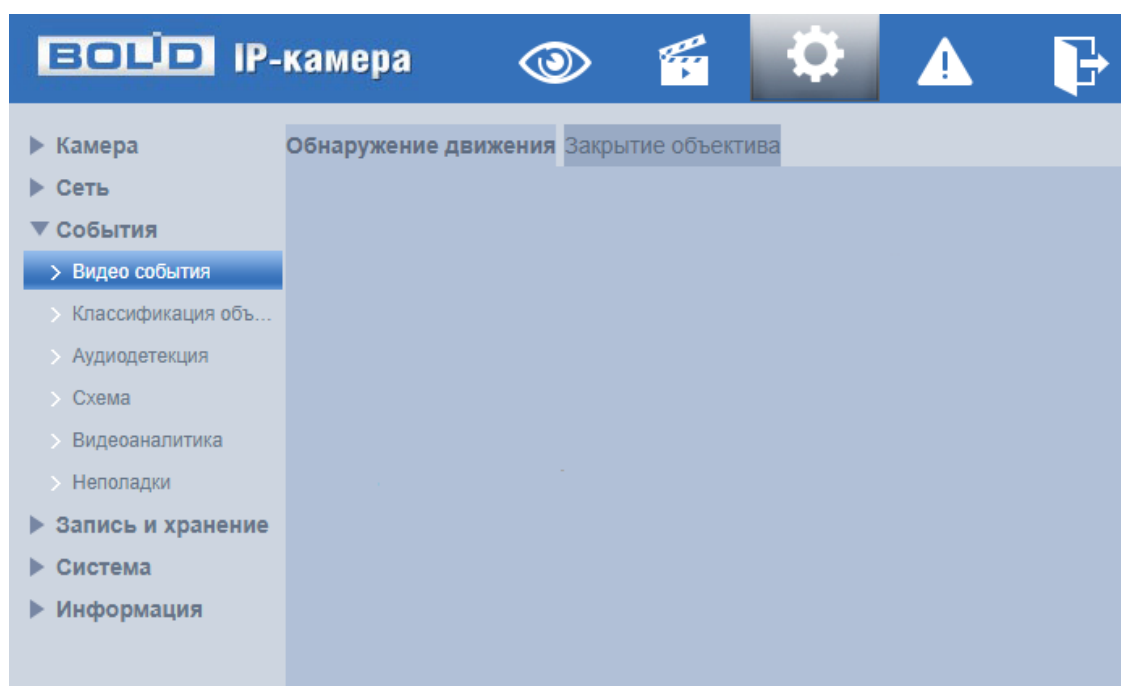 BOLID IP-камера
Камера
Сеть
События
Видео события
Классификация объ...
Аудиодетекция
Схема
Видеоаналитика
Неполадки
Запись и хранение
Система
Информация
Обнаружение движения Закрытие объектива